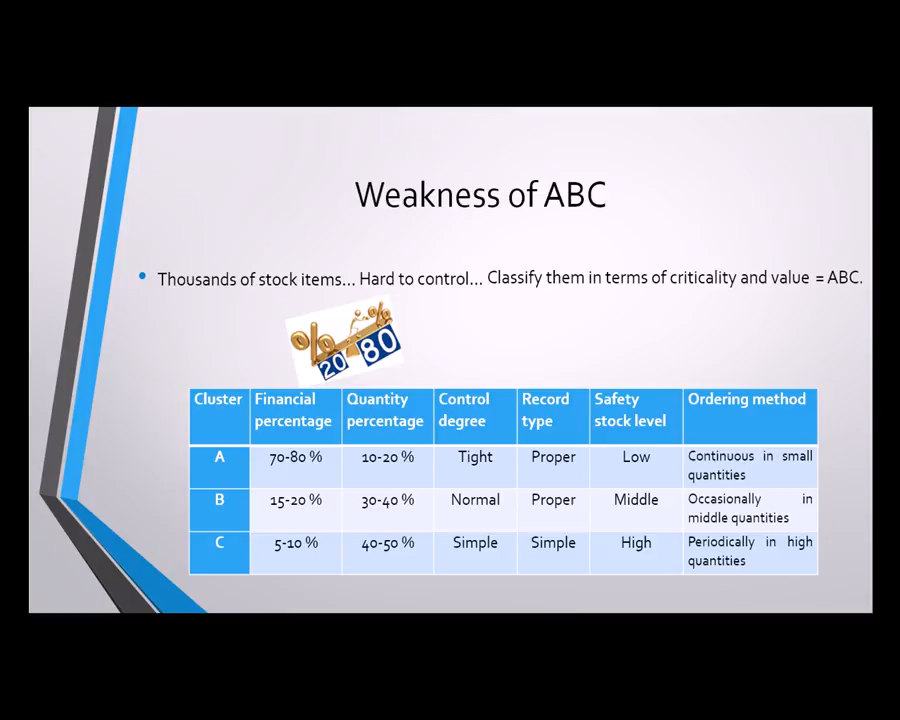 Weakness of ABC
• Thousands of stock items... Hard to control... Classify them in terms of criticality and value = ABC.
% %
20 80
Cluster Financial percentage Quantity percentage Control degree Record type Safety stock level Ordering method
A 70-80 % 10-20 % Tight Proper Low Continuous in small quantities
B 15-20 % 30-40 % Normal Proper Middle Occasionally in middle quantities
C 5-10 % 40-50 % Simple Simple High Periodically in high quantities